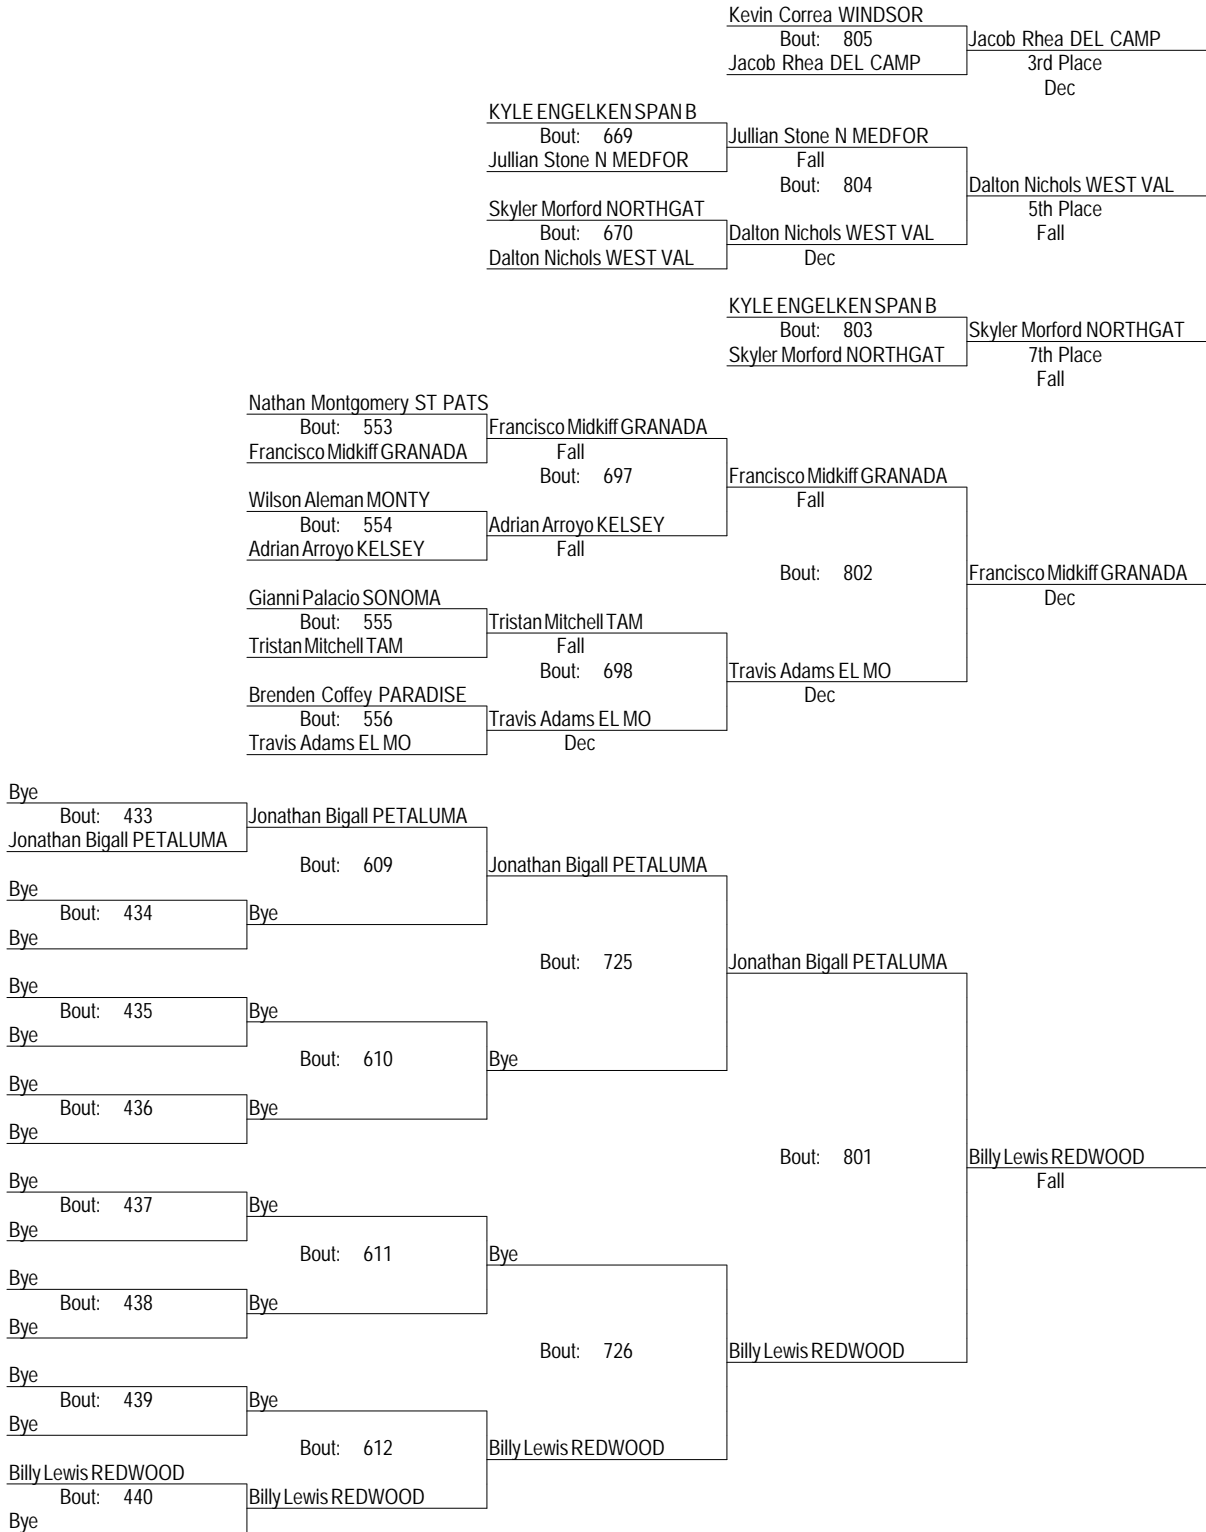 Kevin Correa WINDSOR
Bout: 805
Jacob Rhea DEL CAMP
Jacob Rhea DEL CAMP
3rd Place
Dec
KYLE ENGELKEN SPAN B
Bout: 669
Jullian Stone N MEDFOR
Jullian Stone N MEDFOR
Fall
Bout: 804
Dalton Nichols WEST VAL
5th Place
Fall
Skyler Morford NORTHGAT
Bout: 670
Dalton Nichols WEST VAL
Dalton Nichols WEST VAL
Dec
KYLE ENGELKEN SPAN B
Bout: 803
Skyler Morford NORTHGAT
Skyler Morford NORTHGAT
7th Place
Fall
Nathan Montgomery ST PATS
Bout: 553
Francisco Midkiff GRANADA
Francisco Midkiff GRANADA
Fall
Bout: 697
Francisco Midkiff GRANADA
Fall
Wilson Aleman MONTY
Bout: 554
Adrian Arroyo KELSEY
Adrian Arroyo KELSEY
Fall
Bout: 802
Francisco Midkiff GRANADA
Dec
Gianni Palacio SONOMA
Bout: 555
Tristan Mitchell TAM
Tristan Mitchell TAM
Fall
Bout: 698
Travis Adams EL MO
Dec
Brenden Coffey PARADISE
Bout: 556
Travis Adams EL MO
Travis Adams EL MO
Dec
Bye
Bout: 433
Jonathan Bigall PETALUMA
Jonathan Bigall PETALUMA
Bout: 609
Jonathan Bigall PETALUMA
Bye
Bout: 434
Bye
Bye
Bout: 725
Jonathan Bigall PETALUMA
Bye
Bout: 435
Bye
Bye
Bout: 610
Bye
Bye
Bout: 436
Bye
Bye
Bout: 801
Billy Lewis REDWOOD
Fall
Bye
Bout: 437
Bye
Bye
Bout: 611
Bye
Bye
Bout: 438
Bye
Bye
Bout: 726
Billy Lewis REDWOOD
Bye
Bout: 439
Bye
Bye
Bout: 612
Billy Lewis REDWOOD
Billy Lewis REDWOOD
Bout: 440
Bye
Billy Lewis REDWOOD